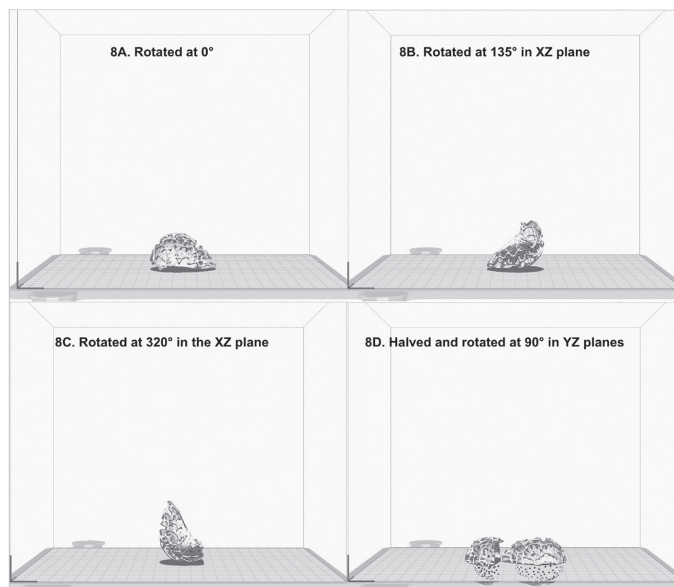 8A. Rotated at 0°
8B. Rotated at 135° in XZ plane
8C. Rotated at 320° in the XZ plane
8D. Halved and rotated at 90° in YZ planes